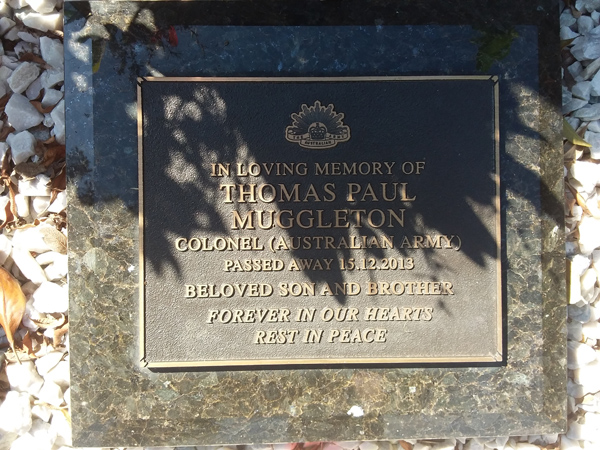 AUSTRALIAN
IN LOVING MEMORY OF
THOMAS PAUL
MUGGLETON
COLONEL (AUSTRALIAN ARMY)
PASSED AWAY 15.12.2013
BELOVED SON AND BROTHER
FOREVER IN OUR HEARTS
REST IN PEACE